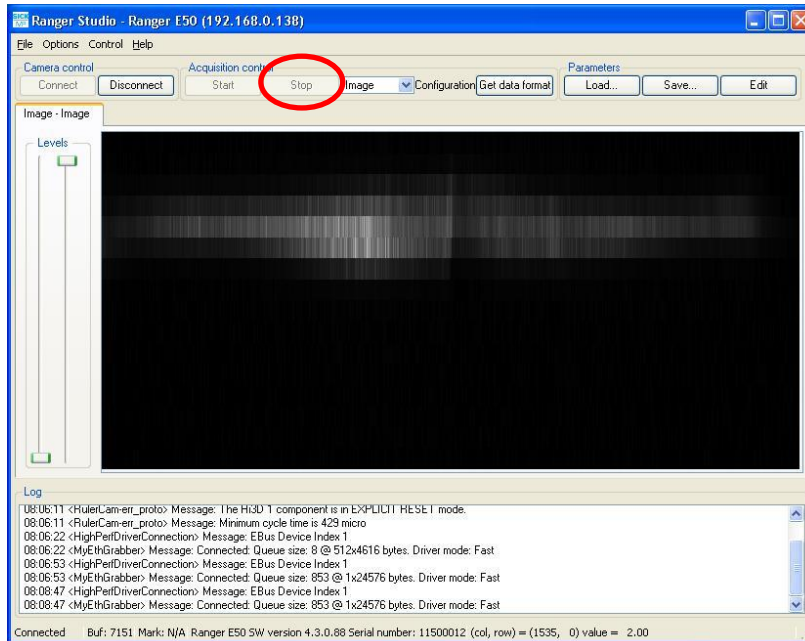 Ranger Studio - Ranger E50 (192.168.0.138)
File Options Control Help
Camera control Acquisition control Parameters
Connect Disconnect Start Stop Image Configuration Get data format Load... Save... Edit
Image - Image
Levels
Log
08:06:11 <RulerCam-err_proto> Message: The Hi3D 1 component is in EXPLICIT RESET mode.
08:06:11 <RulerCam-err_proto> Message: Minimum cycle time is 429 micro
08:06:22 <HighPerfDriverConnection> Message: EBus Device Index 1
08:06:22 <MyEthGrabber> Message: Connected: Queue size: 8 @ 512x4616 bytes. Driver mode: Fast
08:06:53 <HighPerfDriverConnection> Message: EBus Device Index 1
08:06:53 <MyEthGrabber> Message: Connected: Queue size: 853 @ 1x24576 bytes. Driver mode: Fast
08:08:47 <HighPerfDriverConnection> Message: EBus Device Index 1
08:08:47 <MyEthGrabber> Message: Connected: Queue size: 853 @ 1x24576 bytes. Driver mode: Fast
Connected Buf: 7151 Mark: N/A Ranger E50 SW version 4.3.0.88 Serial number: 11500012 (col, row) = (1535, 0) value = 2.00